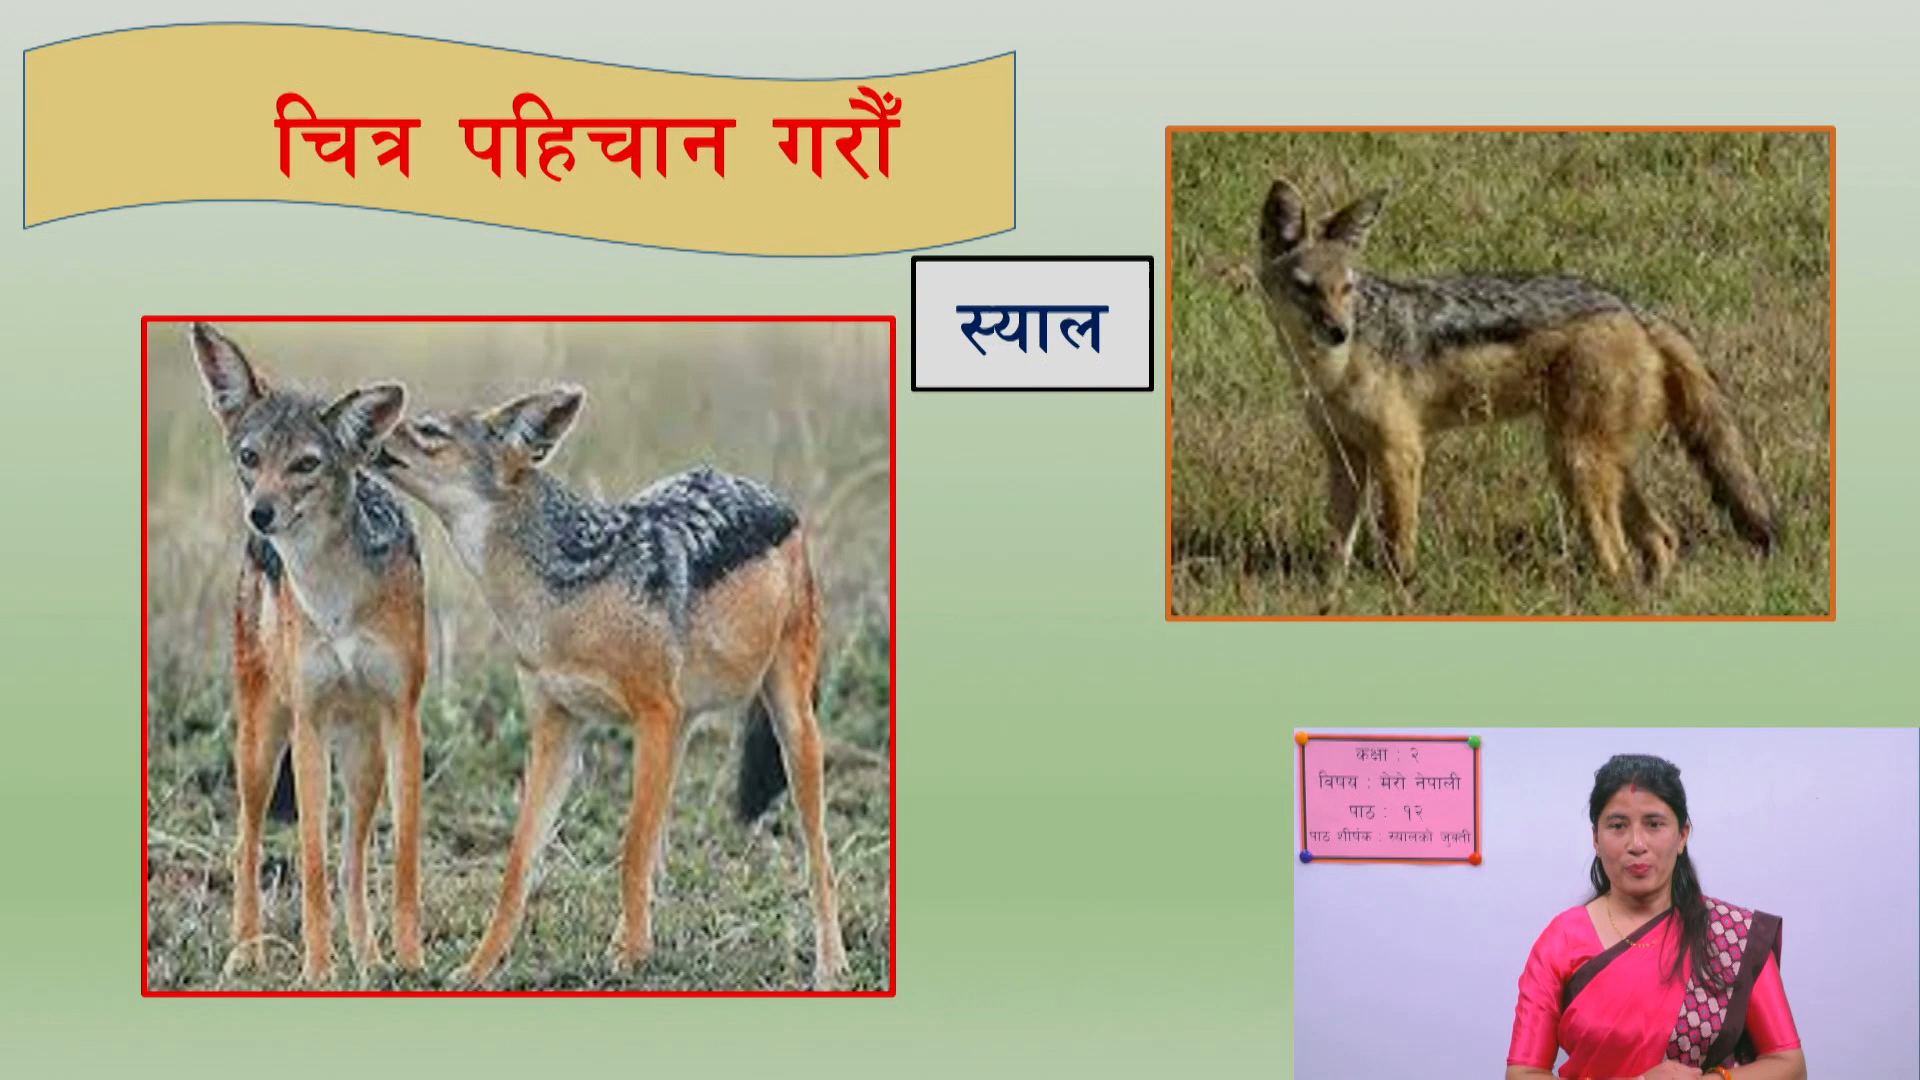 चित्र पहिचान गरौँ
स्याल
कक्षा : २
विषय : मेरो नेपाली
पाठ : १२
पाठ शीर्षक : स्यालको जुक्ती